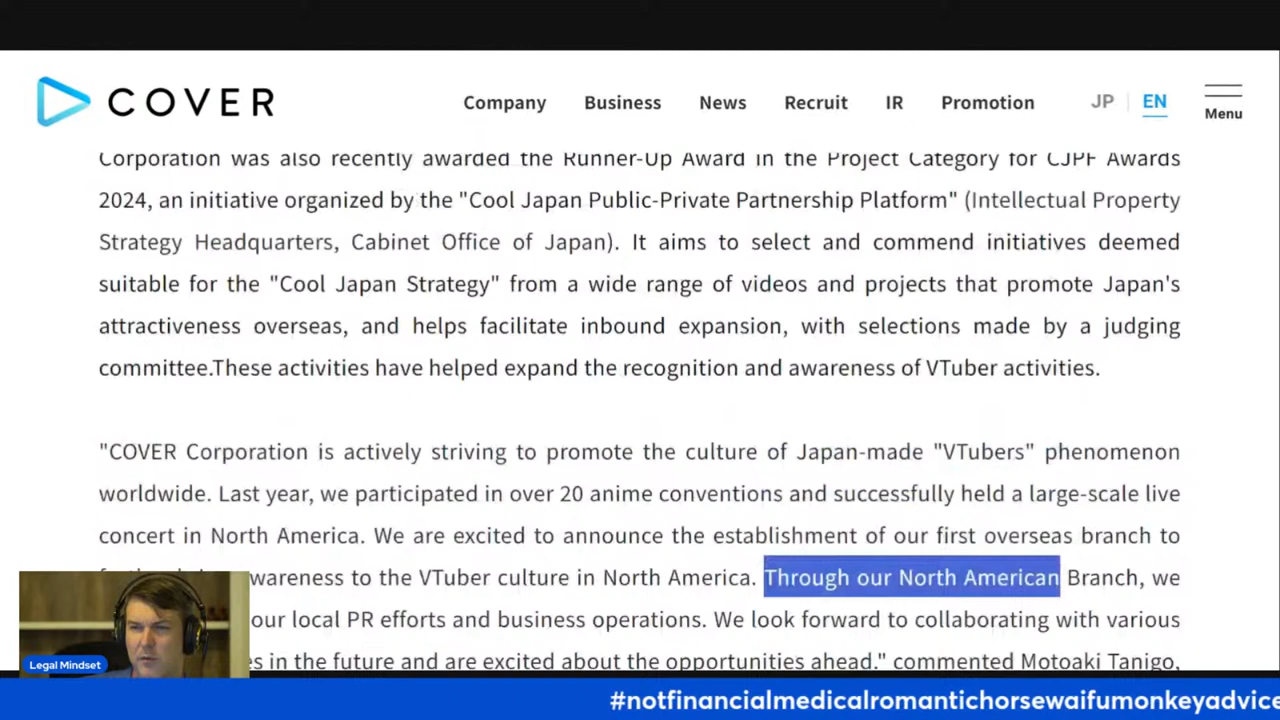 COVER
Company Business News Recruit IR Promotion JP EN Menu
Corporation was also recently awarded the Runner-Up Award in the Project Category for CJPF Awards
2024, an initiative organized by the "Cool Japan Public-Private Partnership Platform" (Intellectual Property
Strategy Headquarters, Cabinet Office of Japan). It aims to select and commend initiatives deemed
suitable for the "Cool Japan Strategy" from a wide range of videos and projects that promote Japan's
attractiveness overseas, and helps facilitate inbound expansion, with selections made by a judging
committee.These activities have helped expand the recognition and awareness of VTuber activities.
"COVER Corporation is actively striving to promote the culture of Japan-made "VTubers" phenomenon
worldwide. Last year, we participated in over 20 anime conventions and successfully held a large-scale live
concert in North America. We are excited to announce the establishment of our first overseas branch to
awareness to the VTuber culture in North America. Through our North American Branch, we
our local PR efforts and business operations. We look forward to collaborating with various
in the future and are excited about the opportunities ahead." commented Motoaki Tanigo,
Legal Mindset
#notfinancialmedicalromantichorsewaifumonkeyadvice